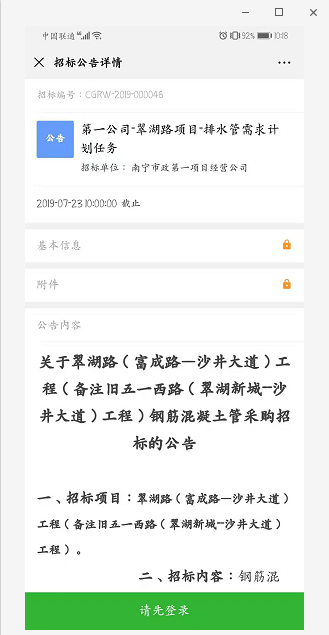 中国联通 4G 92% 10:18
招标公告详情
招标编号：CGRW-2019-000046
公告
第一公司-翠湖路项目-排水管需求计
划任务
招标单位： 南宁市政第一项目经营公司
2019-07-23 10:00:00 截止
基本信息
附件
公告内容
关于翠湖路（富成路—沙井大道）工
程（备注旧五一西路（翠湖新城--沙
井大道）工程）钢筋混凝土管采购招
标的公告
一、招标项目：翠湖路（富成路—沙井大道）
工程（备注旧五一西路（翠湖新城--沙井大道）
工程）。
二、招标内容：钢筋混
请先登录